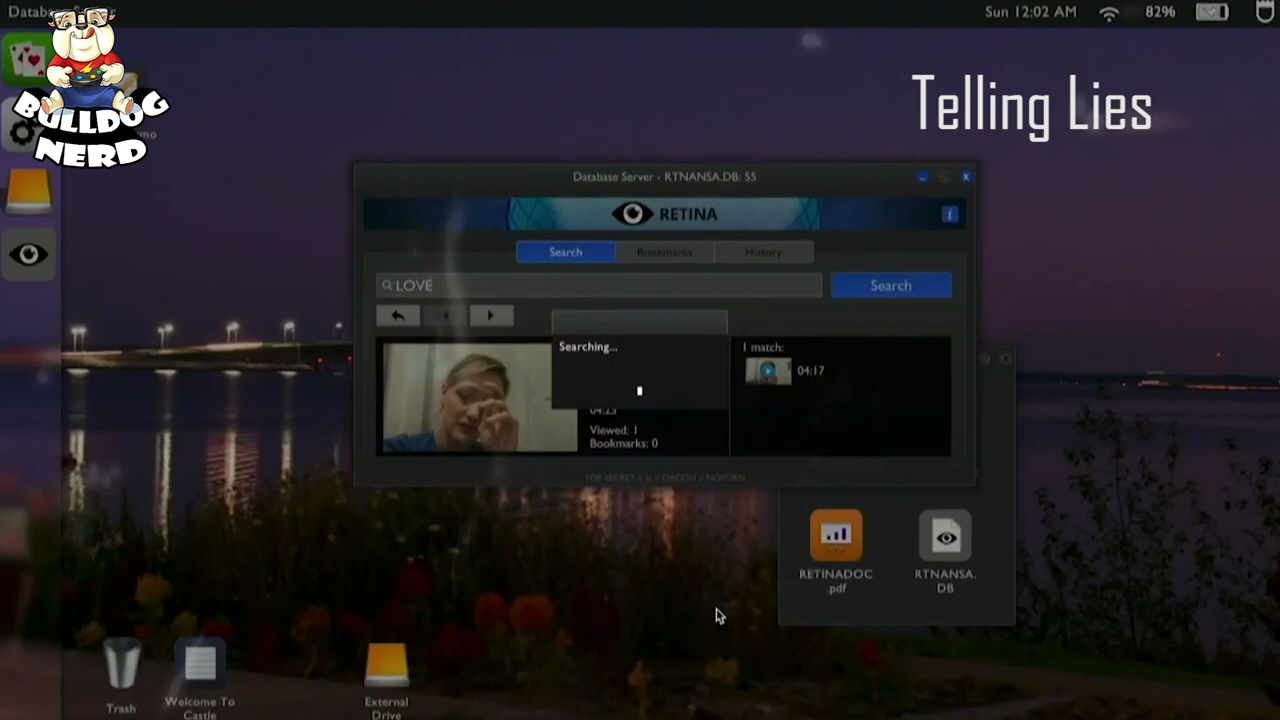 Sun 12:02 AM
82%
BULLDOG
NERD
Telling Lies
Database Server - RTNANSA.DB: 55
RETINA
Search
Bookmarks
History
LOVE
Search
Searching...
1 match:
04:17
04:25
Viewed: 1
Bookmarks: 0
RETINADOC
.pdf
RTNANSA.
DB
Trash
Welcome To
Castle
External
Drive